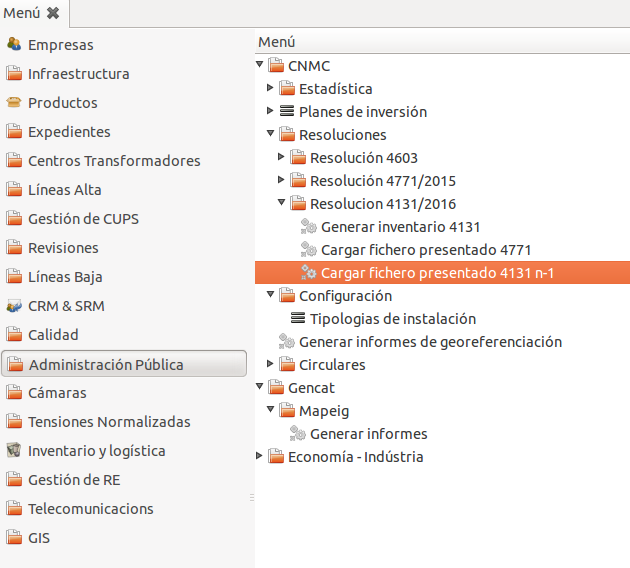 Menú
Empresas
Infraestructura
Productos
Expedientes
Centros Transformadores
Líneas Alta
Gestión de CUPS
Revisiones
Líneas Baja
CRM & SRM
Calidad
Administración Pública
Cámaras
Tensiones Normalizadas
Inventario y logística
Gestión de RE
Telecomunicacions
GIS
Menú
CNMC
Estadística
Planes de inversión
Resoluciones
Resolución 4603
Resolución 4771/2015
Resolucion 4131/2016
Generar inventario 4131
Cargar fichero presentado 4771
Cargar fichero presentado 4131 n-1
Configuración
Tipologias de instalación
Generar informes de georeferenciación
Circulares
Gencat
Mapeig
Generar informes
Economía - Indústria